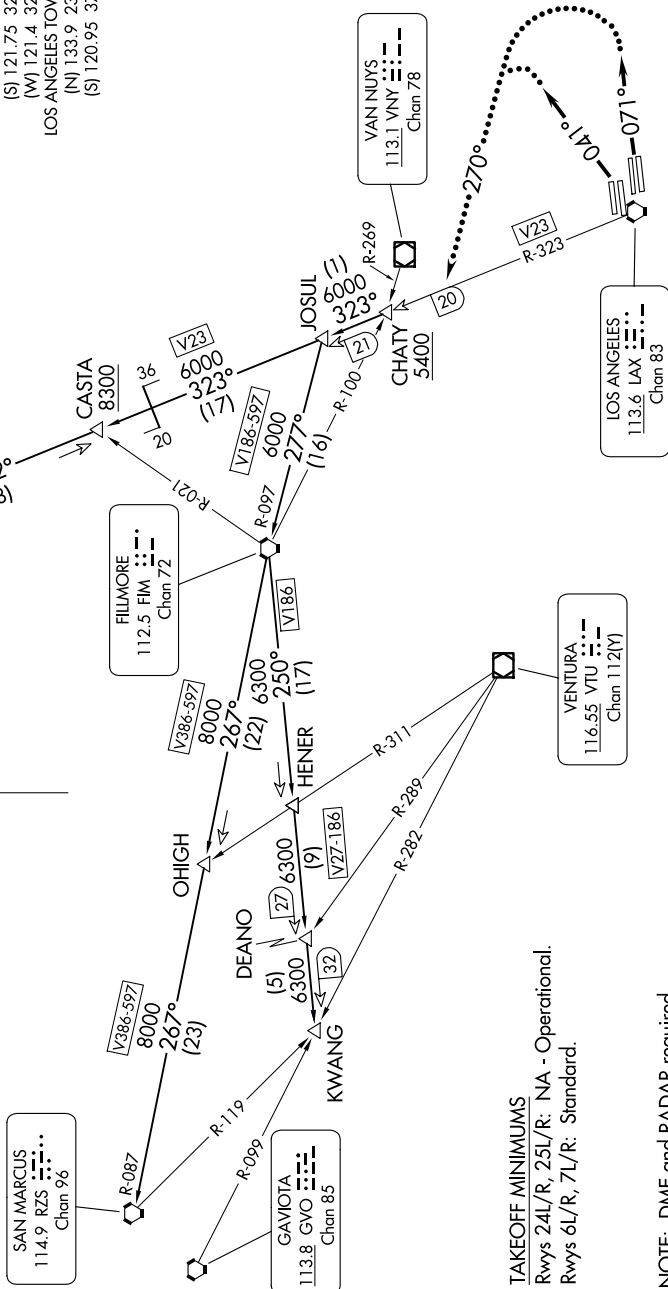 (S) 121.75 32
(W) 121.4 32
LOS ANGELES TOW
(N) 133.9 23
(S) 120.95 32
VAN NUYS
113.1 VNY
Chan 78
071°
041°
270°
R-269
V23
R-323
20
JOSUL
(1)
6000
323°
CHATY
5400
21
R-100
LOS ANGELES
113.6 LAX
Chan 83
CASTA
8300
36
20
V23
6000
323°
(17)
V186-597
6000
277°
(16)
R-097
R-021
FILLMORE
112.5 FIM
Chan 72
V186
6300
250°
(17)
V386-597
8000
267°
(22)
HENER
R-311
R-289
R-282
VENTURA
116.55 VTU
Chan 112(Y)
OHIGH
6300
(9)
V27-186
27
DEANO
(5)
6300
32
KWANG
V386-597
8000
267°
(23)
SAN MARCUS
114.9 RZS
Chan 96
R-087
R-119
R-099
GAVIOTA
113.8 GVO
Chan 85
TAKEOFF MINIMUMS
Rwys 24L/R, 25L/R: NA - Operational.
Rwys 6L/R, 7L/R: Standard.
NOTE: DME and RADAR required.